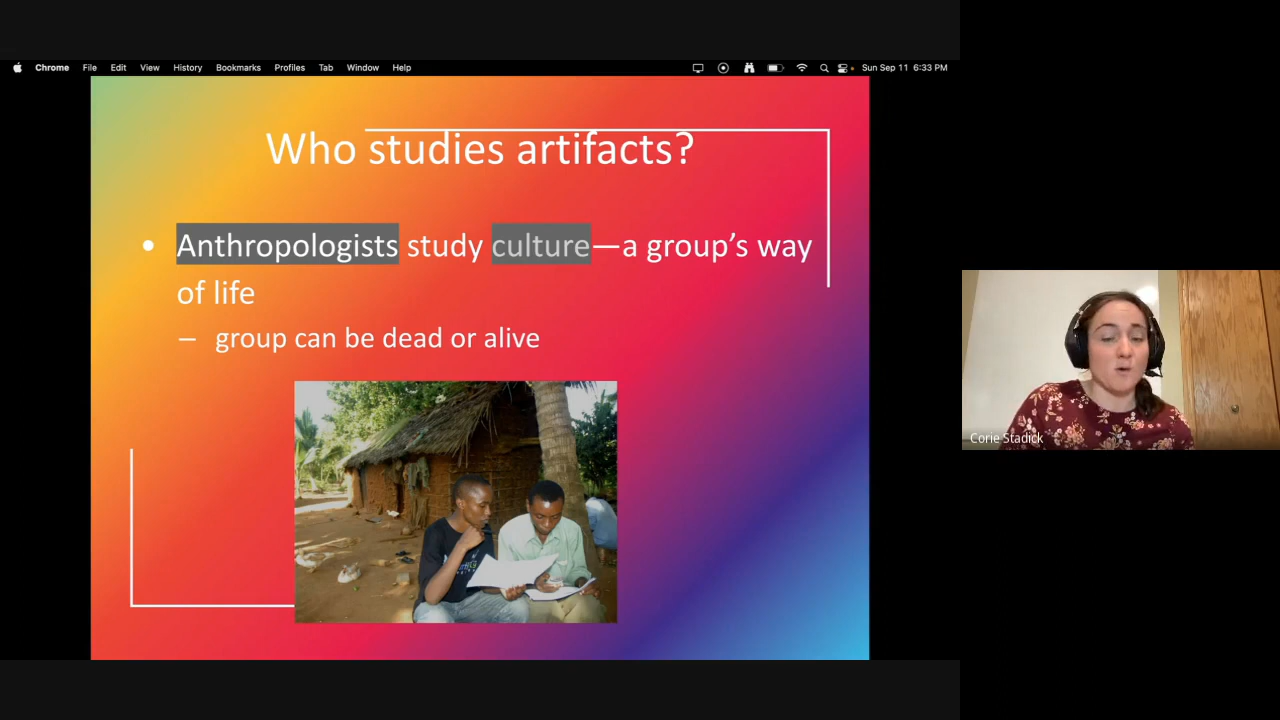 Chrome File Edit View History Bookmarks Profiles Tab Window Help Sun Sep 11 6:33 PM
Who studies artifacts?
• Anthropologists study culture—a group's way
of life
– group can be dead or alive
Corie Stadick